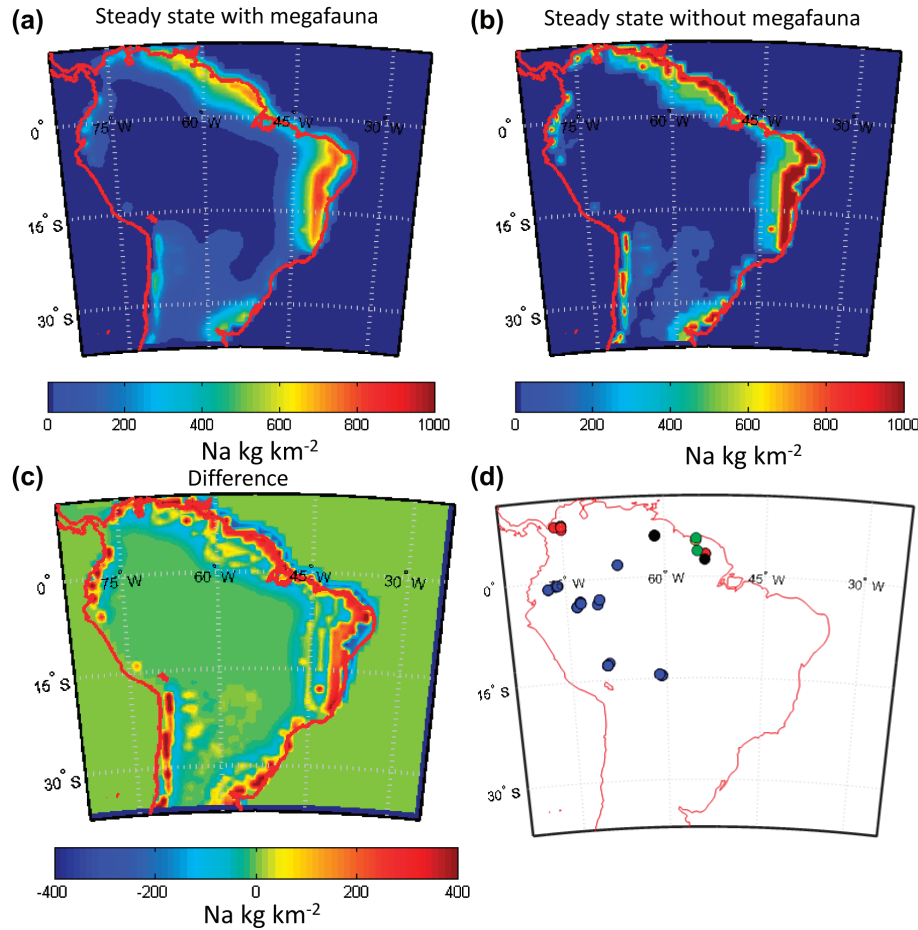 (a)
Steady state with megafauna
(b)
Steady state without megafauna
75° W
60° W
45° W
30° W
0°
15° S
30° S
75° W
60° W
45° W
30° W
0°
15° S
30° S
0 200 400 600 800 1000
Na kg km-2
0 200 400 600 800 1000
Na kg km-2
(c)
Difference
(d)
75° W
60° W
45° W
30° W
0°
15° S
30° S
75° W
60° W
45° W
30° W
0°
15° S
30° S
-400 -200 0 200 400
Na kg km-2